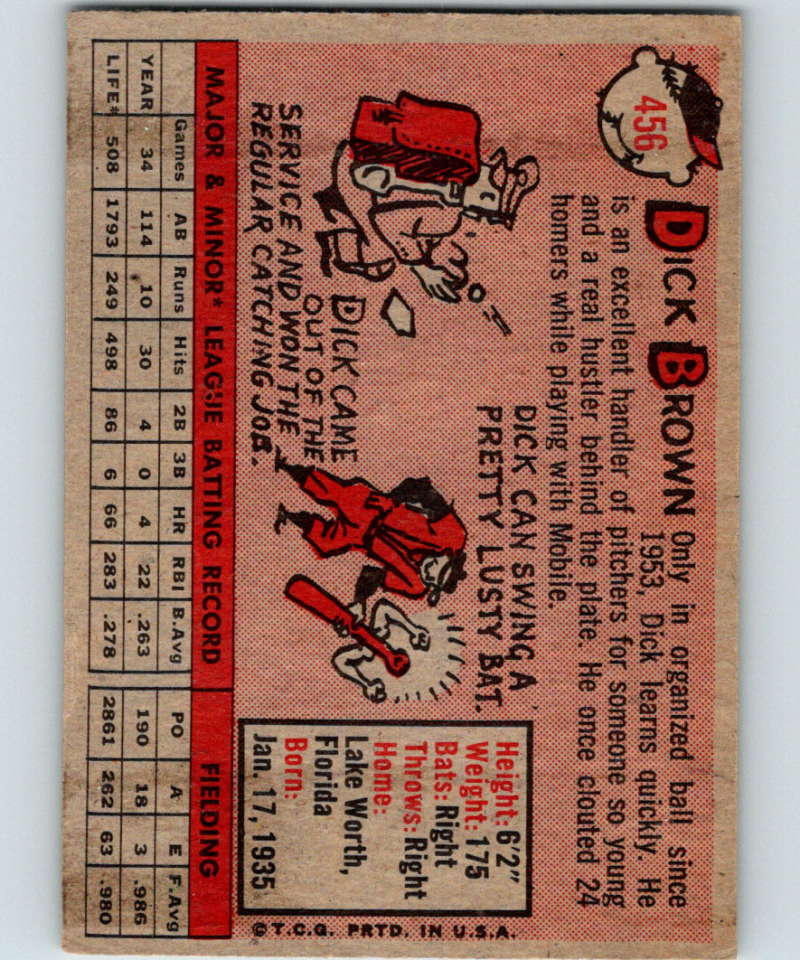 456
DICK BROWN Only in organized ball since
1953, Dick learns quickly. He
is an excellent handler of pitchers for someone so young
and a real hustler behind the plate. He once clouted 24
homers while playing with Mobile.
DICK CAN SWING A
PRETTY LUSTY BAT.
DICK CAME
OUT OF THE
SERVICE AND WON THE
REGULAR CATCHING JOB.
Height: 6'2"
Weight: 175
Bats: Right
Throws: Right
Home:
Lake Worth,
Florida
Born:
Jan. 17, 1935
©T.C.G. PRTD. IN U.S.A.
MAJOR & MINOR* LEAGUE BATTING RECORD FIELDING
Games AB Runs Hits 2B 3B HR RBI B.Avg PO A E F.Avg
YEAR 34 114 10 30 4 0 4 22 .263 190 18 3 .986
LIFE* 508 1793 249 498 86 6 66 283 .278 2861 262 63 .980